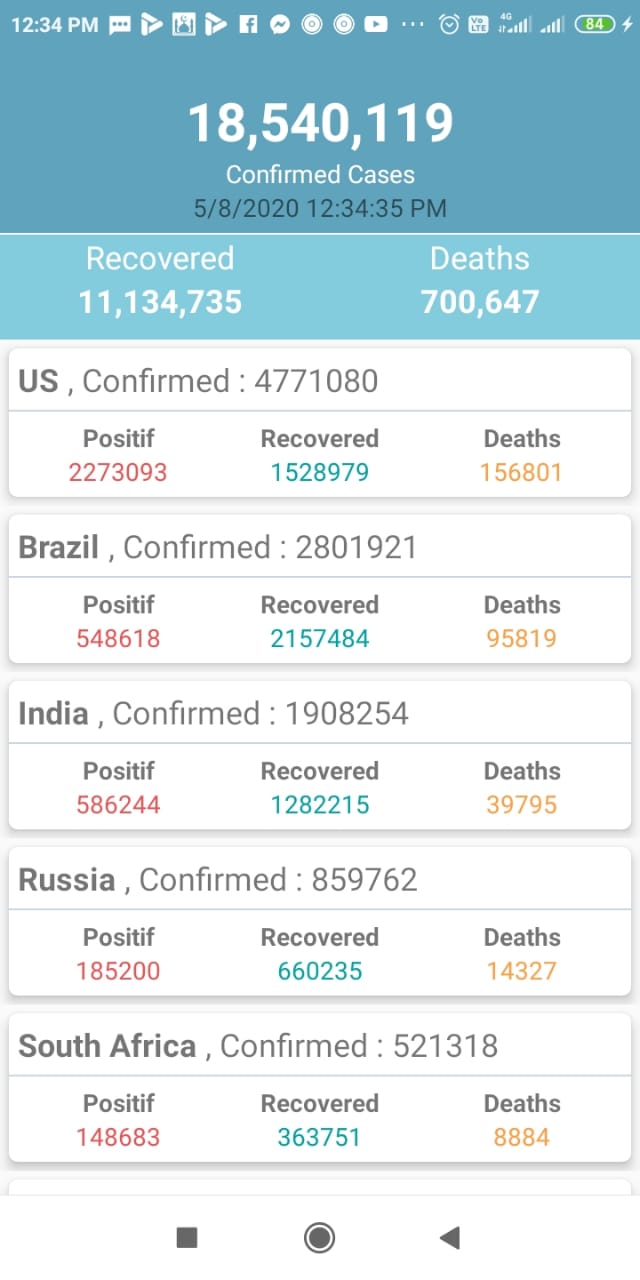 12:34 PM ... VoLTE 4G 84
18,540,119
Confirmed Cases
5/8/2020 12:34:35 PM
Recovered Deaths
11,134,735 700,647
US , Confirmed : 4771080
Positif Recovered Deaths
2273093 1528979 156801
Brazil , Confirmed : 2801921
Positif Recovered Deaths
548618 2157484 95819
India , Confirmed : 1908254
Positif Recovered Deaths
586244 1282215 39795
Russia , Confirmed : 859762
Positif Recovered Deaths
185200 660235 14327
South Africa , Confirmed : 521318
Positif Recovered Deaths
148683 363751 8884